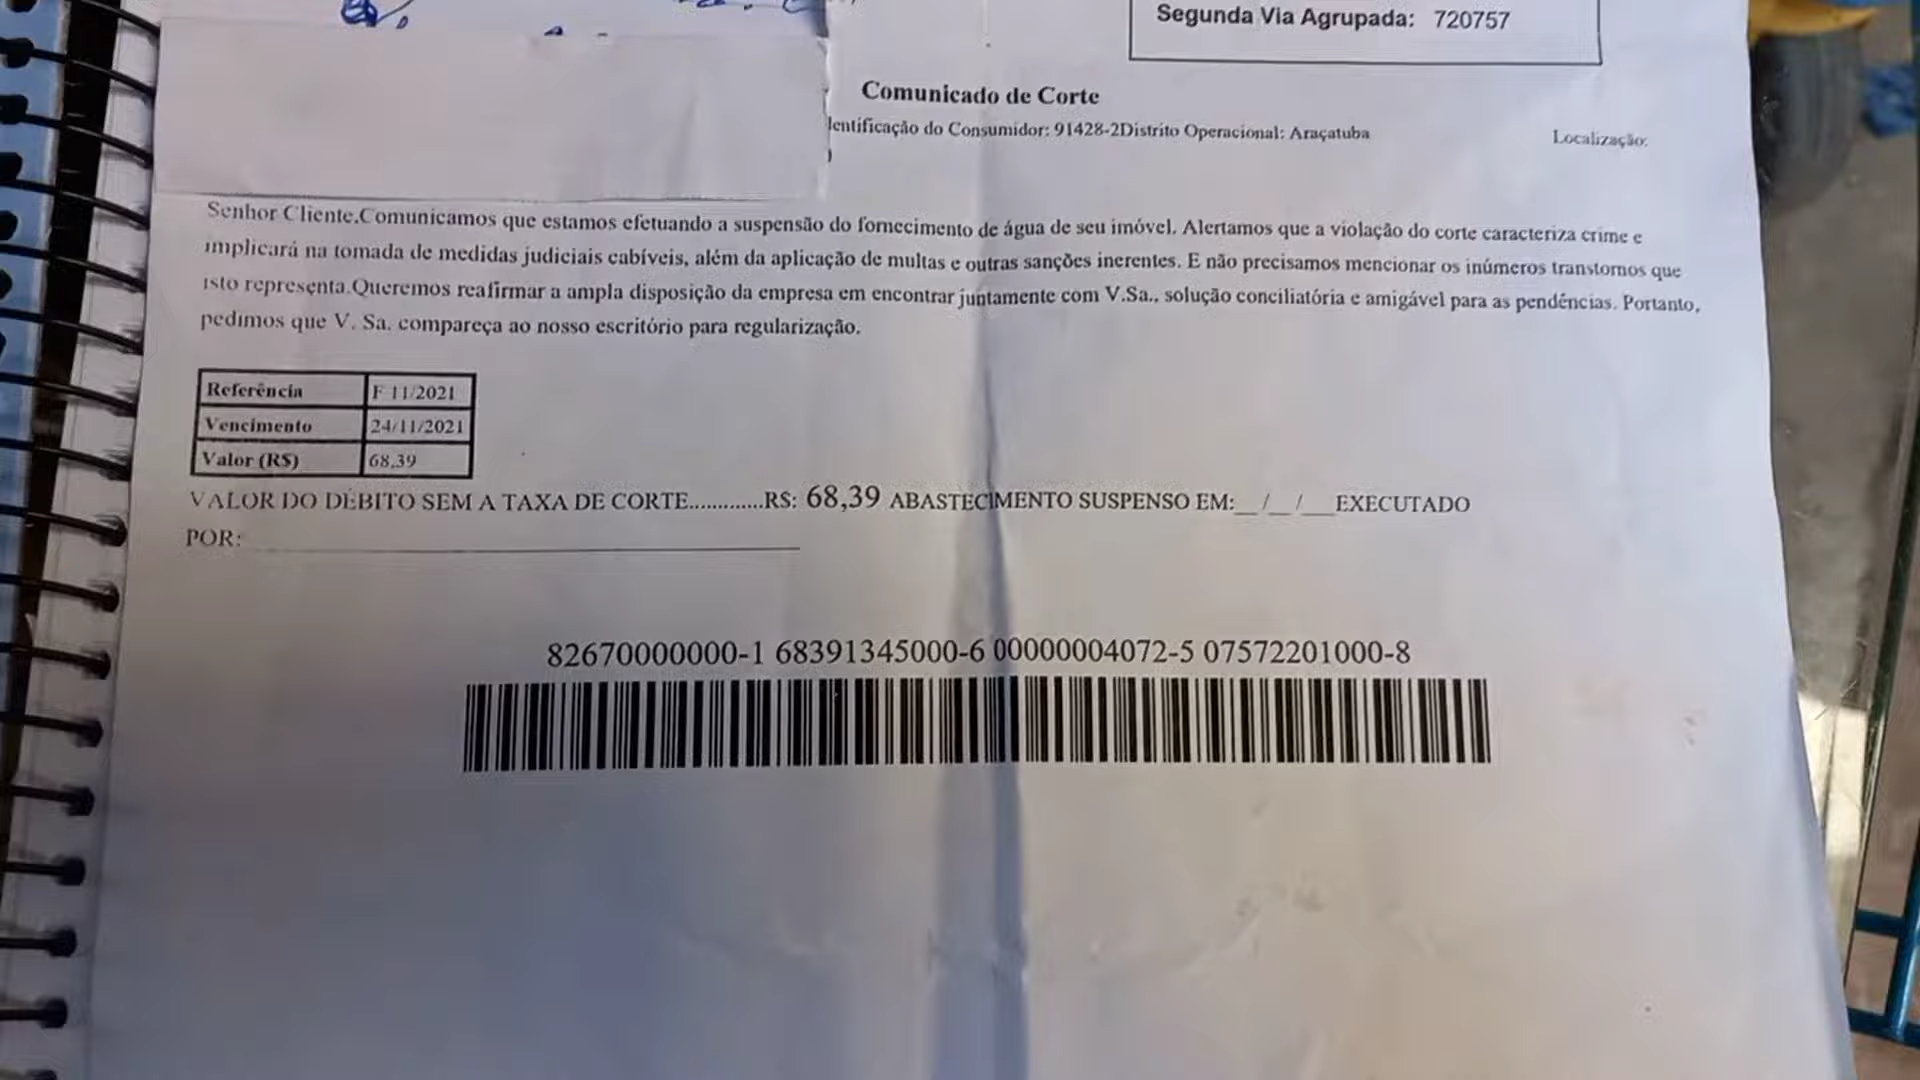 Segunda Via Agrupada: 720757
Comunicado de Corte
dentificação do Consumidor: 91428-2Distrito Operacional: Araçatuba
Localização:
Senhor Cliente,Comunicamos que estamos efetuando a suspensão do fornecimento de água de seu imóvel. Alertamos que a violação do corte caracteriza crime e
implicará na tomada de medidas judiciais cabíveis, além da aplicação de multas e outras sanções inerentes. E não precisamos mencionar os inúmeros transtornos que
isto representa.Queremos reafirmar a ampla disposição da empresa em encontrar juntamente com V.Sa., solução conciliatória e amigável para as pendências. Portanto,
pedimos que V. Sa. compareça ao nosso escritório para regularização.
Referência F 11/2021
Vencimento 24/11/2021
Valor (R$) 68,39
VALOR DO DÉBITO SEM A TAXA DE CORTE............R$: 68,39 ABASTECIMENTO SUSPENSO EM:__/__/___EXECUTADO
POR:
82670000000-1 68391345000-6 00000004072-5 07572201000-8